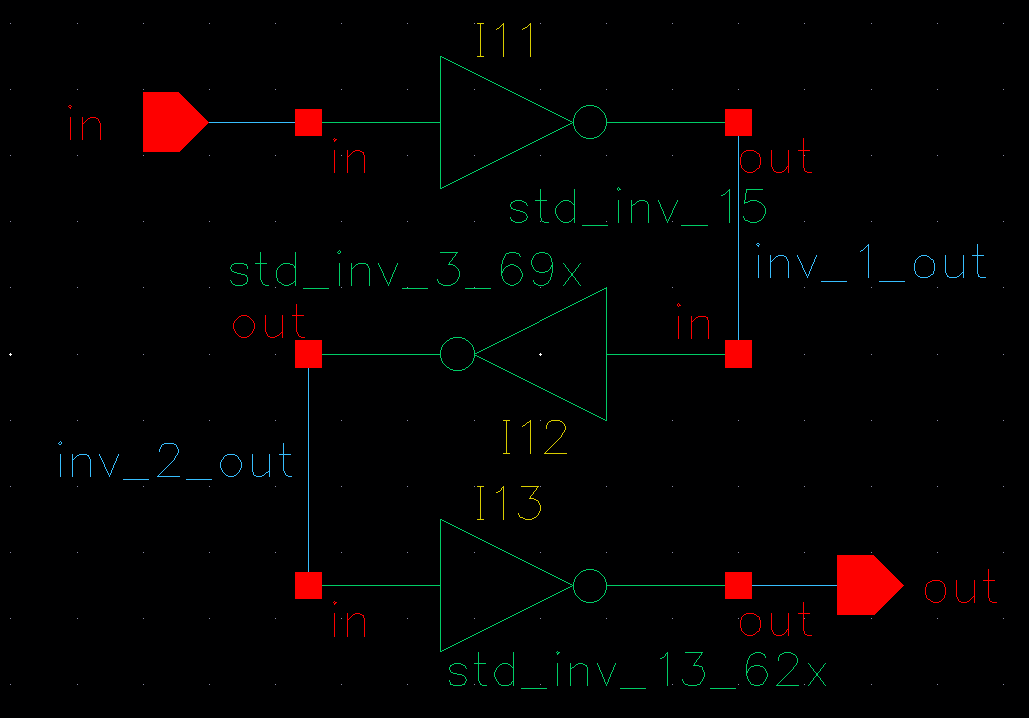 I11
in
in
out
std_inv_15
inv_1_out
std_inv_3_69x
out
in
I12
inv_2_out
I13
in
out
out
std_inv_13_62x